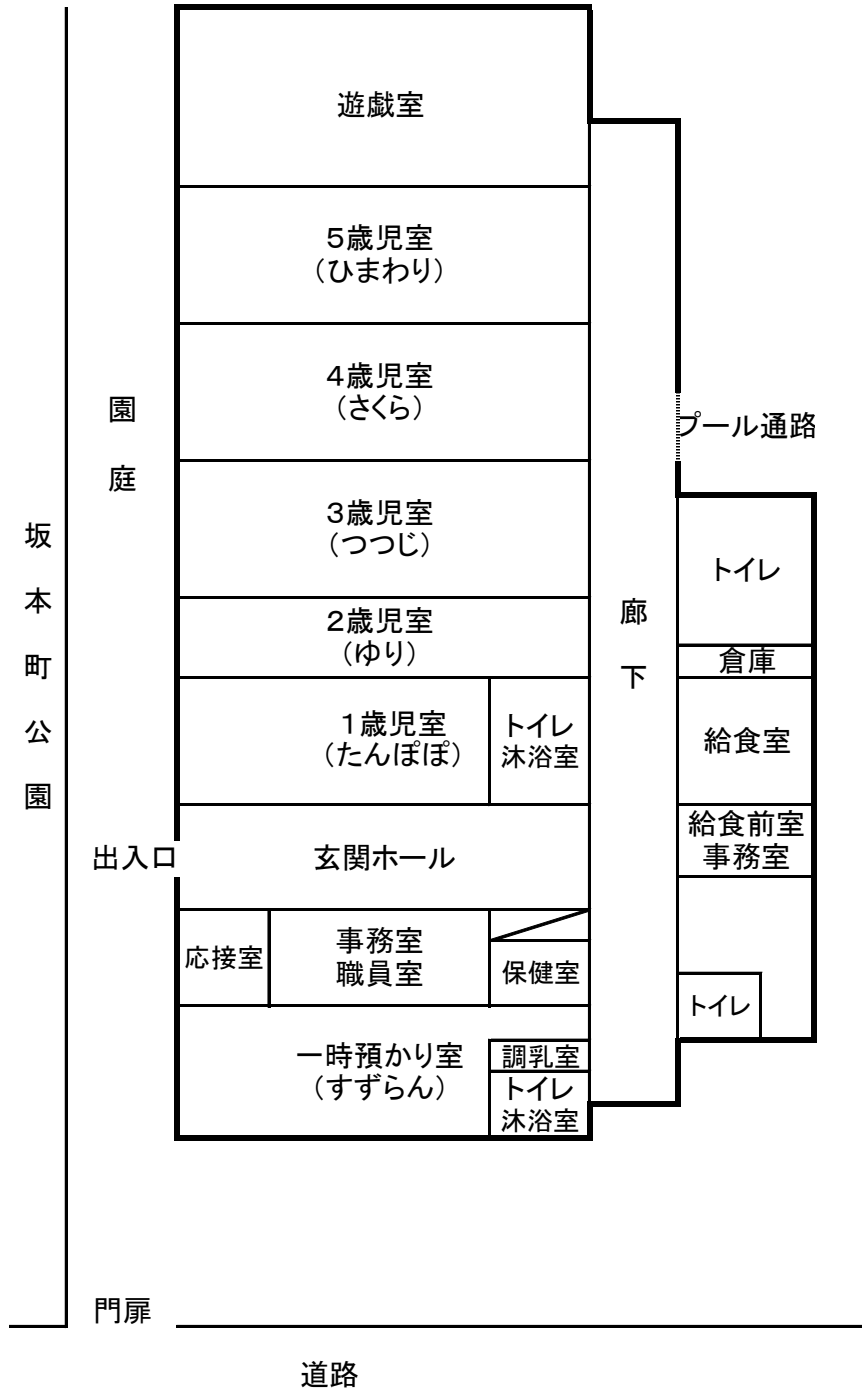 遊戯室
5歳児室
(ひまわり)
4歳児室
(さくら)
園庭
プール通路
3歳児室
(つつじ)
坂本町公園
トイレ
廊下
2歳児室
(ゆり)
倉庫
1歳児室
(たんぽぽ)
トイレ
沐浴室
給食室
給食前室
事務室
出入口
玄関ホール
応接室
事務室
職員室
保健室
トイレ
一時預かり室
(すずらん)
調乳室
トイレ
沐浴室
門扉
道路